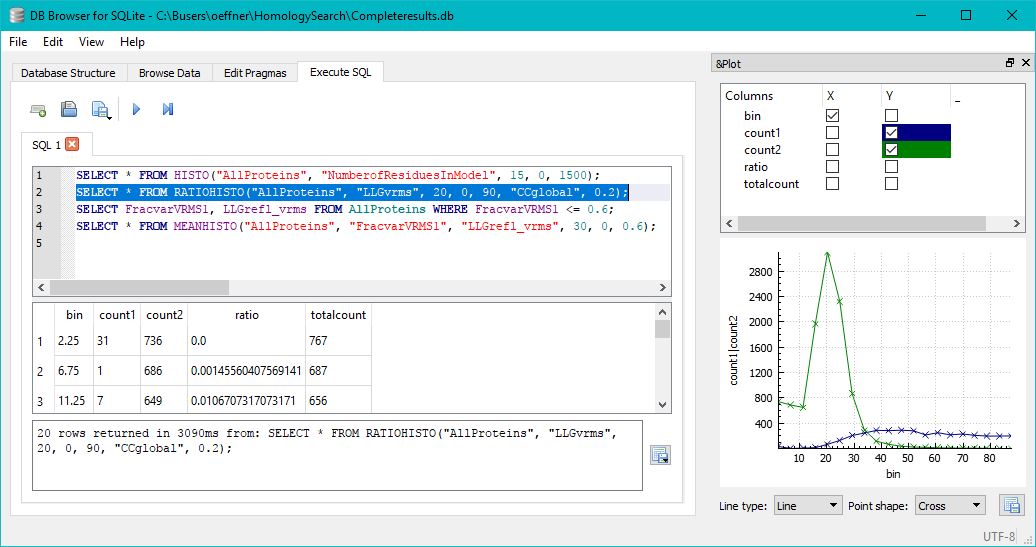 DB Browser for SQLite - C:\Busers\oeffner\HomologySearch\Completeresults.db
File Edit View Help
Database Structure Browse Data Edit Pragmas Execute SQL
SQL 1
1 SELECT * FROM HISTO("AllProteins", "NumberofResiduesInModel", 15, 0, 1500);
2 SELECT * FROM RATIOHISTO("AllProteins", "LLGvrms", 20, 0, 90, "CCglobal", 0.2);
3 SELECT FracvarVRMS1, LLGrefl_vrms FROM AllProteins WHERE FracvarVRMS1 <= 0.6;
4 SELECT * FROM MEANHISTO("AllProteins", "FracvarVRMS1", "LLGrefl_vrms", 30, 0, 0.6);
5
bin count1 count2 ratio totalcount
1 2.25 31 736 0.0 767
2 6.75 1 686 0.00145560407569141 687
3 11.25 7 649 0.0106707317073171 656
20 rows returned in 3090ms from: SELECT * FROM RATIOHISTO("AllProteins", "LLGvrms",
20, 0, 90, "CCglobal", 0.2);
&Plot
Columns X Y _
bin
count1
count2
ratio
totalcount
count1|count2
2800
2400
2000
1600
1200
800
400
10 20 30 40 50 60 70 80
bin
Line type: Line Point shape: Cross
UTF-8